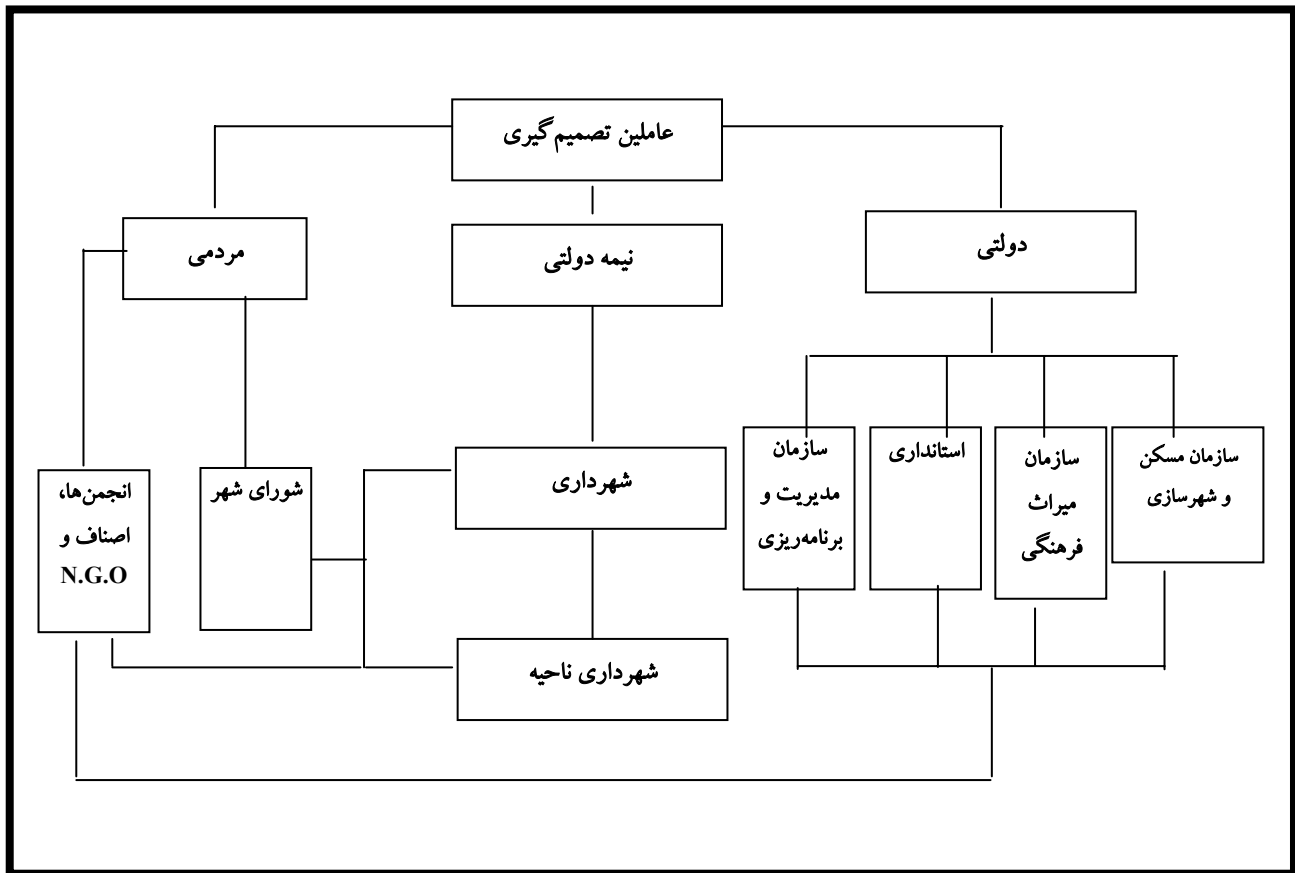 عاملین تصمیم‌گیری
دولتی
نیمه دولتی
مردمی
سازمان مسکن
و شهرسازی
سازمان
میراث
فرهنگی
استانداری
سازمان
مدیریت و
برنامه‌ریزی
شهرداری
شورای شهر
انجمن‌ها،
اصناف و
N.G.O
شهرداری ناحیه